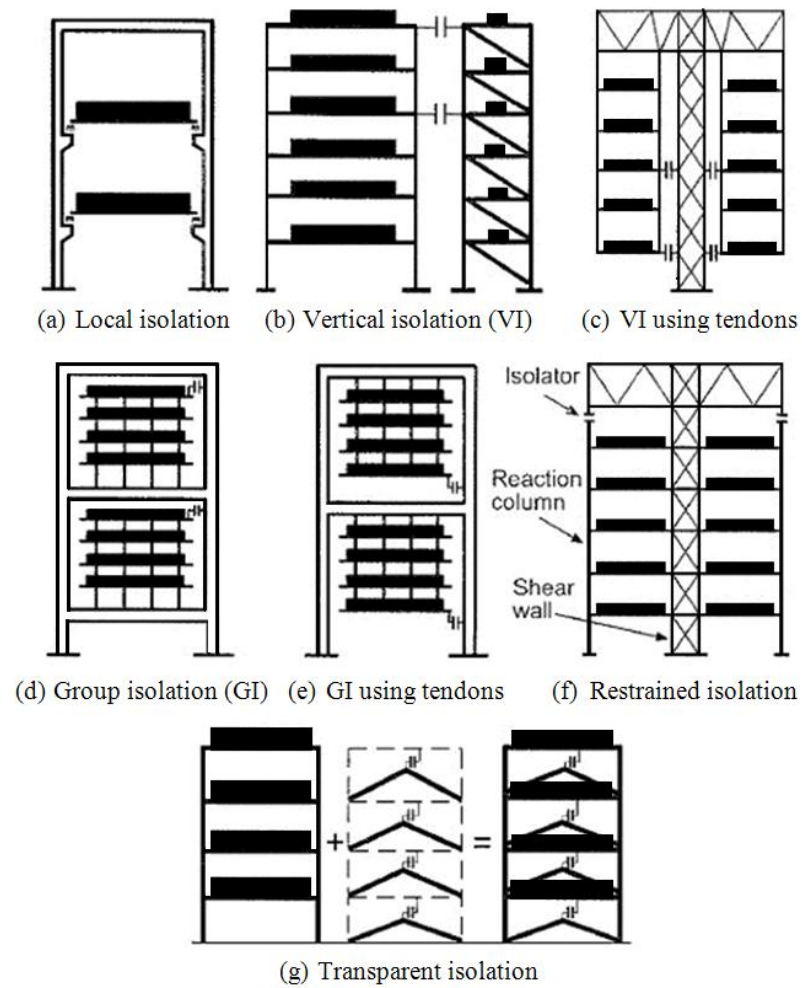 (a) Local isolation
(b) Vertical isolation (VI)
(c) VI using tendons
Isolator
Reaction
column
Shear
wall
(d) Group isolation (GI)
(e) GI using tendons
(f) Restrained isolation
+
=
(g) Transparent isolation